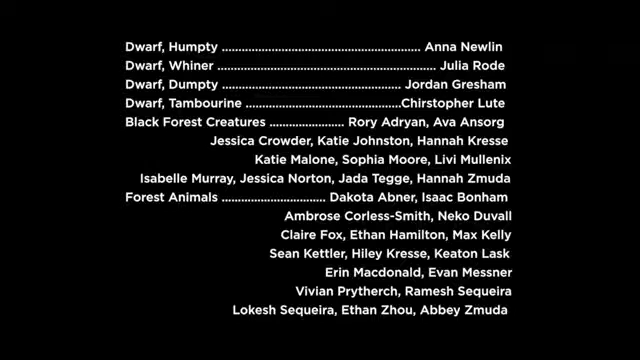 Dwarf, Humpty ............................................................ Anna Newlin
Dwarf, Whiner .................................................................. Julia Rode
Dwarf, Dumpty ...................................................... Jordan Gresham
Dwarf, Tambourine ...............................................Chirstopher Lute
Black Forest Creatures ....................... Rory Adryan, Ava Ansorg
Jessica Crowder, Katie Johnston, Hannah Kresse
Katie Malone, Sophia Moore, Livi Mullenix
Isabelle Murray, Jessica Norton, Jada Tegge, Hannah Zmuda
Forest Animals ................................ Dakota Abner, Isaac Bonham
Ambrose Corless-Smith, Neko Duvall
Claire Fox, Ethan Hamilton, Max Kelly
Sean Kettler, Hiley Kresse, Keaton Lask
Erin Macdonald, Evan Messner
Vivian Prytherch, Ramesh Sequeira
Lokesh Sequeira, Ethan Zhou, Abbey Zmuda